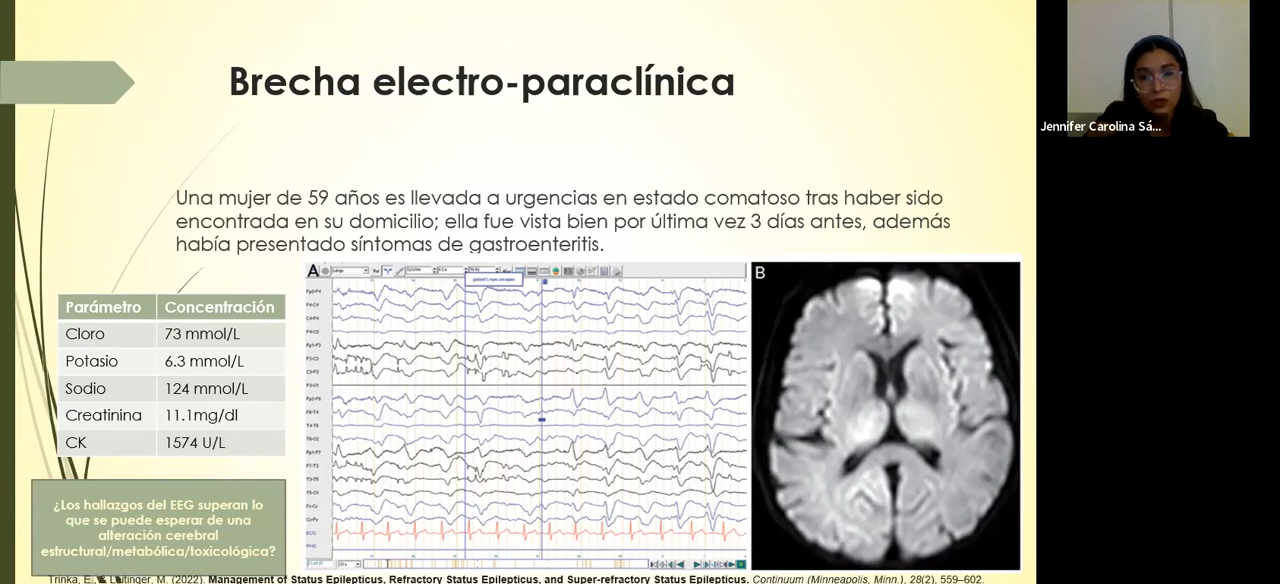 Brecha electro-paraclínica
Jennifer Carolina Sá...
Una mujer de 59 años es llevada a urgencias en estado comatoso tras haber sido
encontrada en su domicilio; ella fue vista bien por última vez 3 días antes, además
había presentado síntomas de gastroenteritis.
Parámetro Concentración
Cloro 73 mmol/L
Potasio 6.3 mmol/L
Sodio 124 mmol/L
Creatinina 11.1mg/dl
CK 1574 U/L
¿Los hallazgos del EEG superan lo
que se puede esperar de una
alteración cerebral
estructural/metabólica/toxicológica?
A
B
Trinka, E., & Leitinger, M. (2022). Management of Status Epilepticus, Refractory Status Epilepticus, and Super-refractory Status Epilepticus. Continuum (Minneapolis, Minn.), 28(2), 559–602.